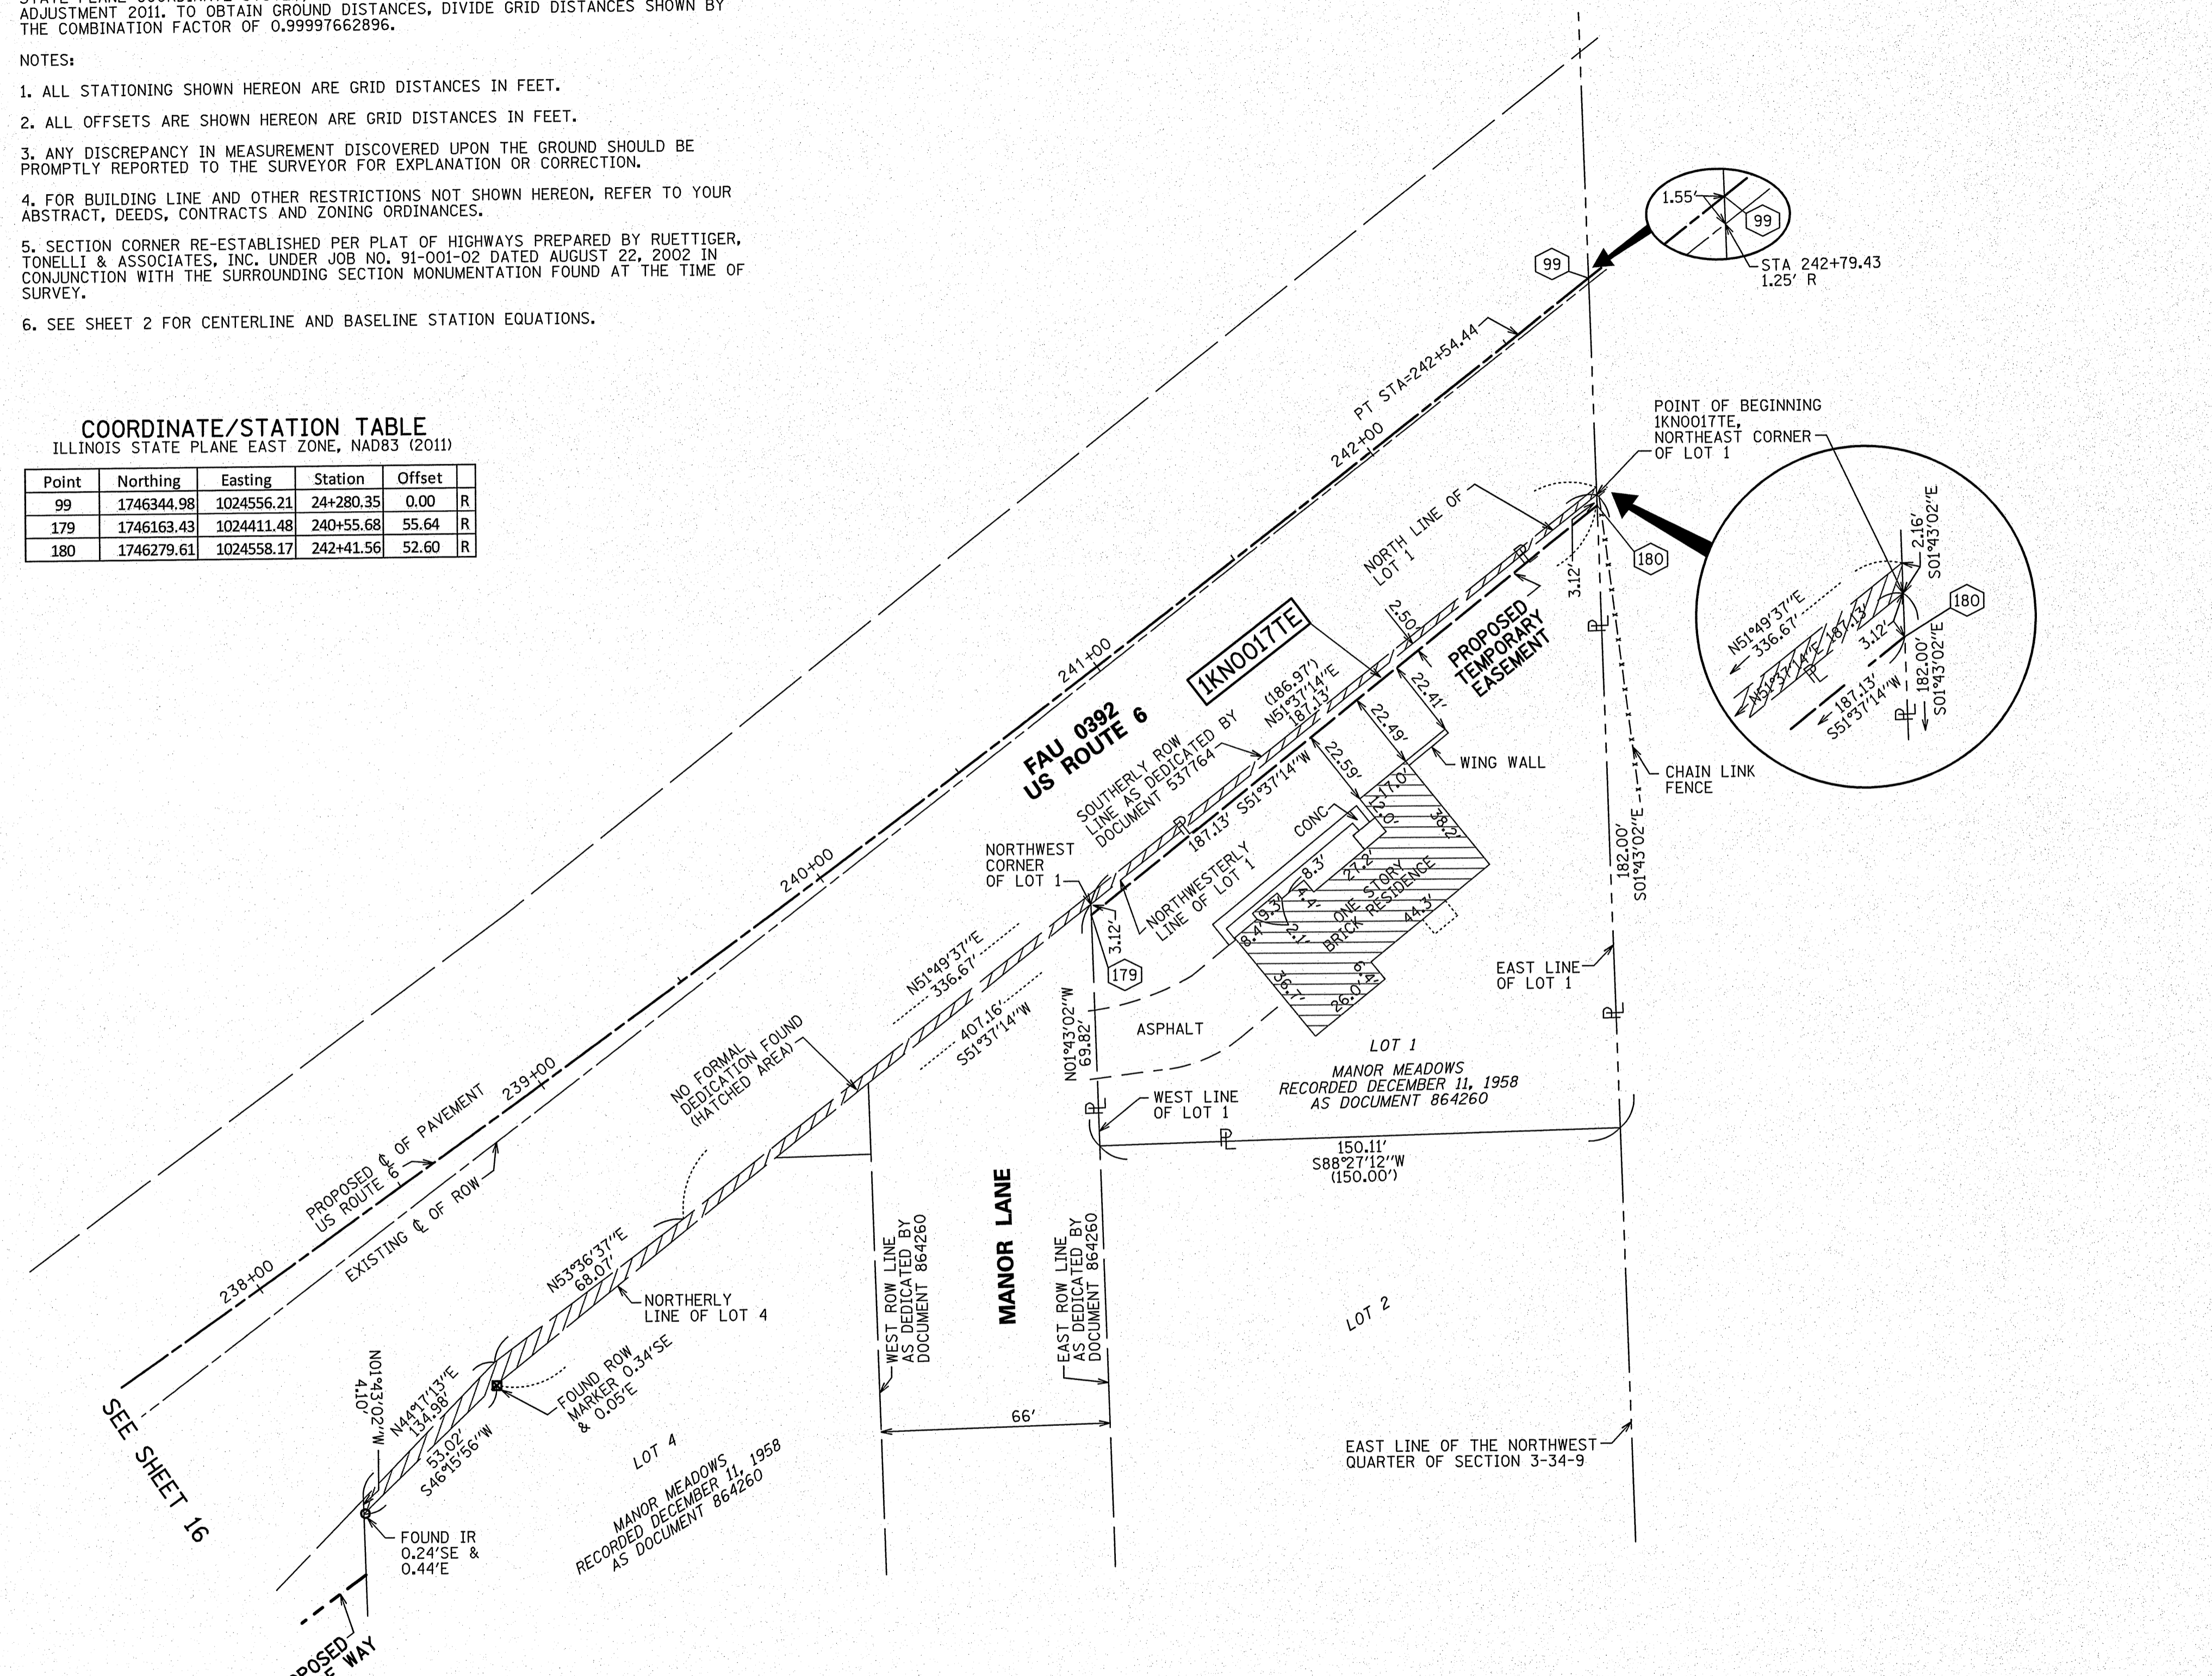 ADJUSTMENT 2011. TO OBTAIN GROUND DISTANCES, DIVIDE GRID DISTANCES SHOWN BY
THE COMBINATION FACTOR OF 0.99997662896.
NOTES:
1. ALL STATIONING SHOWN HEREON ARE GRID DISTANCES IN FEET.
2. ALL OFFSETS ARE SHOWN HEREON ARE GRID DISTANCES IN FEET.
3. ANY DISCREPANCY IN MEASUREMENT DISCOVERED UPON THE GROUND SHOULD BE
PROMPTLY REPORTED TO THE SURVEYOR FOR EXPLANATION OR CORRECTION.
4. FOR BUILDING LINE AND OTHER RESTRICTIONS NOT SHOWN HEREON, REFER TO YOUR
ABSTRACT, DEEDS, CONTRACTS AND ZONING ORDINANCES.
5. SECTION CORNER RE-ESTABLISHED PER PLAT OF HIGHWAYS PREPARED BY RUETTIGER,
TONELLI & ASSOCIATES, INC. UNDER JOB NO. 91-001-02 DATED AUGUST 22, 2002 IN
CONJUNCTION WITH THE SURROUNDING SECTION MONUMENTATION FOUND AT THE TIME OF
SURVEY.
6. SEE SHEET 2 FOR CENTERLINE AND BASELINE STATION EQUATIONS.
COORDINATE/STATION TABLE
ILLINOIS STATE PLANE EAST ZONE, NAD83 (2011)
Point Northing Easting Station Offset
99 1746344.98 1024556.21 24+280.35 0.00 R
179 1746163.43 1024411.48 240+55.68 55.64 R
180 1746279.61 1024558.17 242+41.56 52.60 R
1.55'
99
STA 242+79.43
1.25' R
99
PT STA=242+54.44
242+00
241+00
240+00
239+00
238+00
POINT OF BEGINNING
1KN0017TE,
NORTHEAST CORNER
OF LOT 1
2.16'
S01°43'02"E
180
N51°49'37"E
336.67'
N51°37'14"E 187.13'
3.12'
187.13'
S51°37'14"W
PL
182.00'
S01°43'02"E
NORTH LINE OF
LOT 1
180
3.12'
PL
2.50'
PROPOSED
TEMPORARY
EASEMENT
1KN0017TE
FAU 0392
US ROUTE 6
SOUTHERLY ROW
LINE AS DEDICATED BY
DOCUMENT 537764
(186.97')
N51°37'14"E
187.13'
22.41'
22.49'
22.59'
187.13' S51°37'14"W
WING WALL
CHAIN LINK
FENCE
182.00'
S01°43'02"E
CONC.
17.0'
12.0'
38.2'
27.2'
8.3'
4.4'
9.3'
2.1'
8.4'
36.7'
26.0'
6.4'
44.3'
ONE STORY
BRICK RESIDENCE
NORTHWEST
CORNER
OF LOT 1
NORTHWESTERLY
LINE OF LOT 1
3.12'
179
N51°49'37"E
336.67'
407.16'
S51°37'14"W
N01°43'02"W
69.82'
ASPHALT
EAST LINE
OF LOT 1
PL
LOT 1
MANOR MEADOWS
RECORDED DECEMBER 11, 1958
AS DOCUMENT 864260
WEST LINE
OF LOT 1
PL
PL
150.11'
S88°27'12"W
(150.00')
NO FORMAL
DEDICATION FOUND
(HATCHED AREA)
PROPOSED CL OF PAVEMENT
US ROUTE 6
EXISTING CL OF ROW
N53°36'37"E
68.07'
NORTHERLY
LINE OF LOT 4
WEST ROW LINE
AS DEDICATED BY
DOCUMENT 864260
MANOR LANE
EAST ROW LINE
AS DEDICATED BY
DOCUMENT 864260
66'
LOT 2
EAST LINE OF THE NORTHWEST
QUARTER OF SECTION 3-34-9
SEE SHEET 16
N01°43'02"W
4.10'
N44°17'13"E
134.98'
53.02'
S46°15'56"W
FOUND ROW
MARKER 0.34'SE
& 0.05'E
LOT 4
MANOR MEADOWS
RECORDED DECEMBER 11, 1958
AS DOCUMENT 864260
FOUND IR
0.24'SE &
0.44'E
WAY